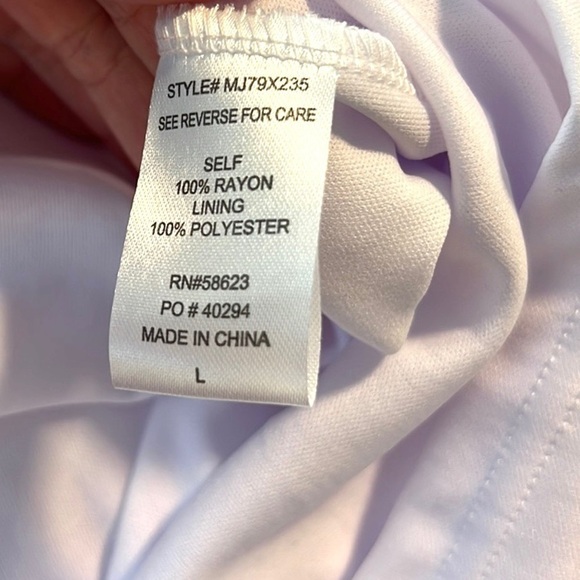 STYLE# MJ79X235
SEE REVERSE FOR CARE
SELF
100% RAYON
LINING
100% POLYESTER
RN#58623
PO # 40294
MADE IN CHINA
L